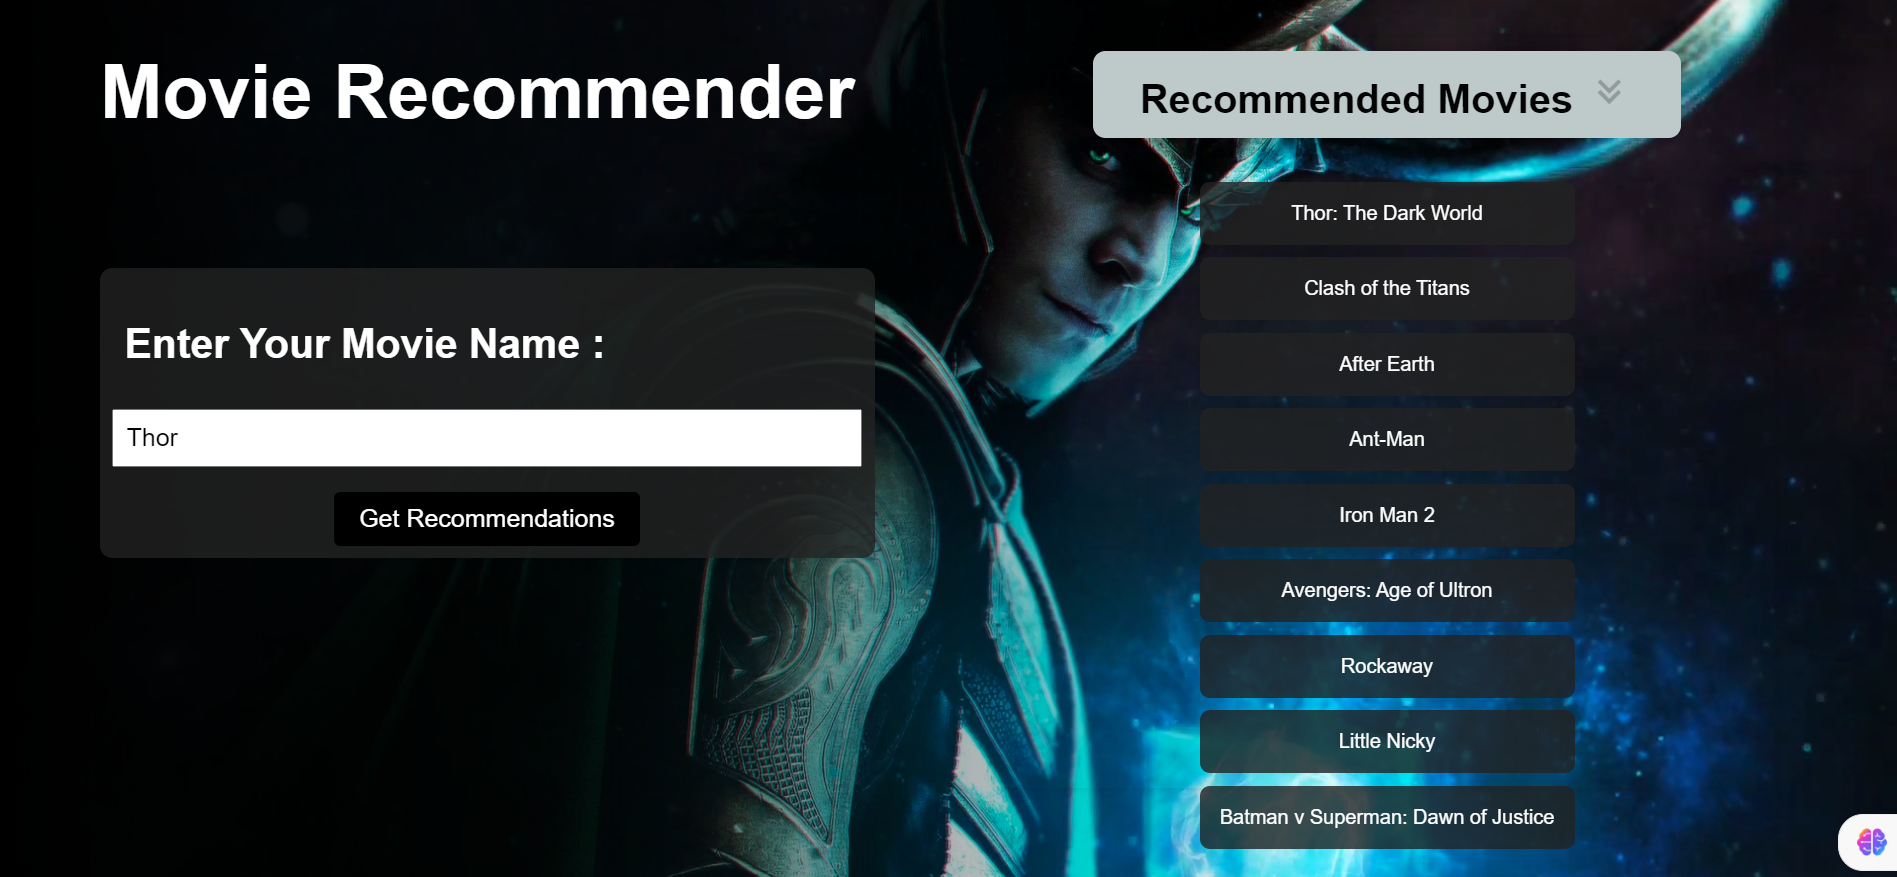 Movie Recommender
Enter Your Movie Name :
Thor
Get Recommendations
Recommended Movies
Thor: The Dark World
Clash of the Titans
After Earth
Ant-Man
Iron Man 2
Avengers: Age of Ultron
Rockaway
Little Nicky
Batman v Superman: Dawn of Justice